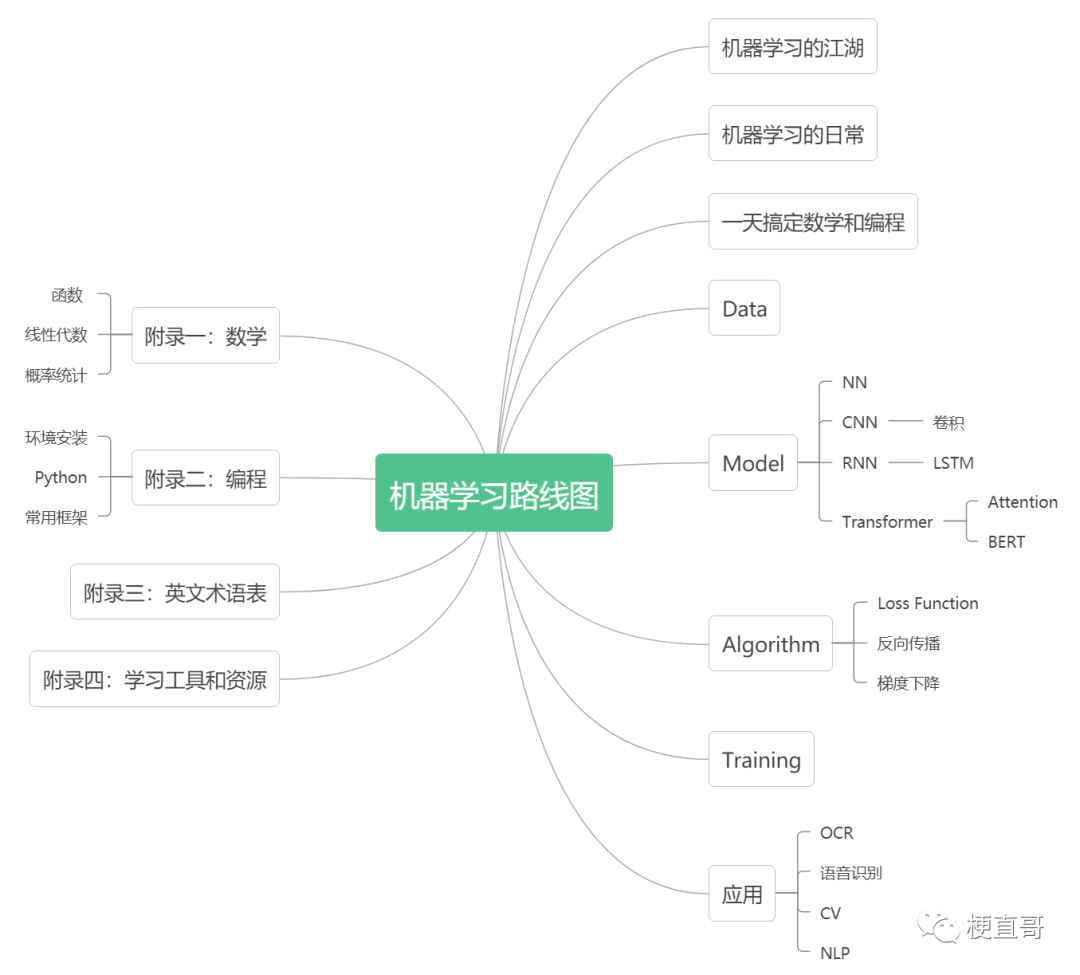 机器学习路线图
机器学习的江湖
机器学习的日常
一天搞定数学和编程
Data
Model
NN
CNN
卷积
RNN
LSTM
Transformer
Attention
BERT
Algorithm
Loss Function
反向传播
梯度下降
Training
应用
OCR
语音识别
CV
NLP
附录一：数学
函数
线性代数
概率统计
附录二：编程
环境安装
Python
常用框架
附录三：英文术语表
附录四：学习工具和资源
梗直哥